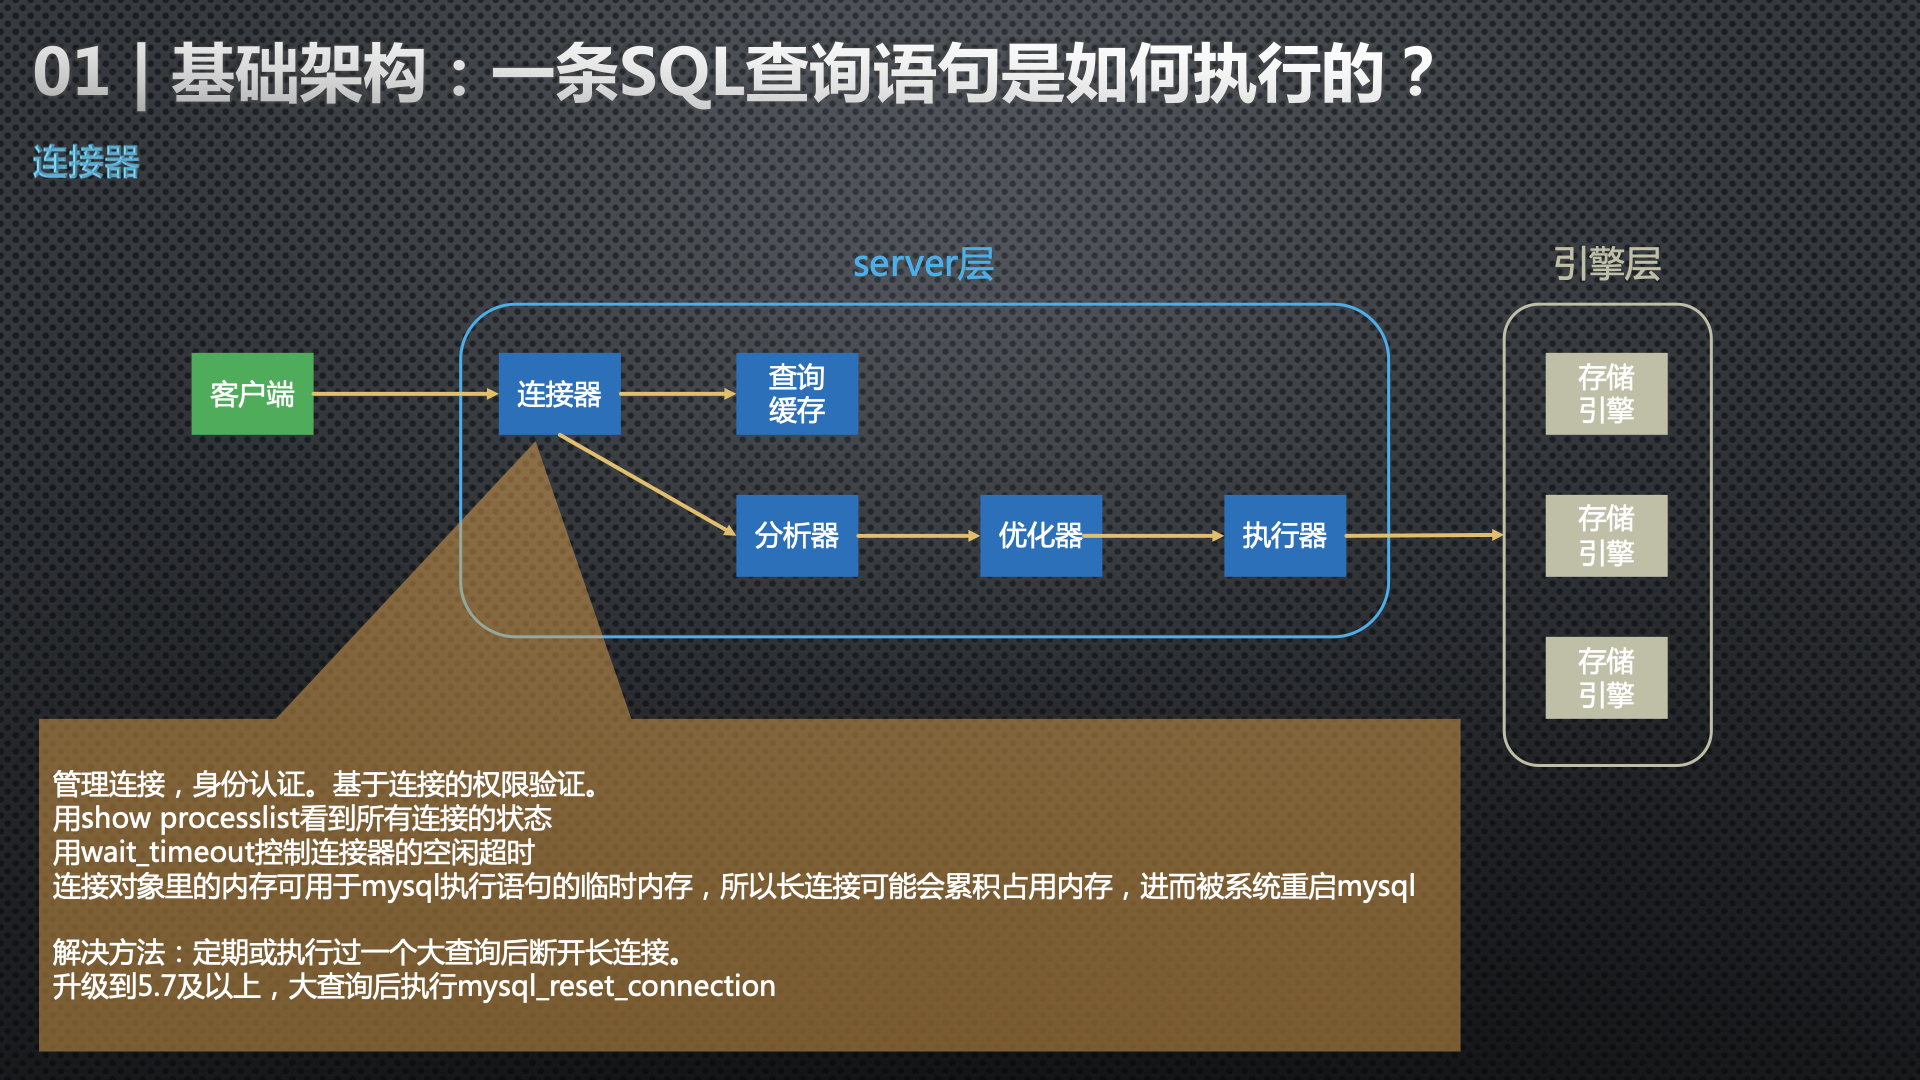 01 | 基础架构：一条SQL查询语句是如何执行的？
连接器
server层
引擎层
客户端
连接器
查询
缓存
存储
引擎
分析器
优化器
执行器
存储
引擎
存储
引擎
管理连接，身份认证。基于连接的权限验证。
用show processlist看到所有连接的状态
用wait_timeout控制连接器的空闲超时
连接对象里的内存可用于mysql执行语句的临时内存，所以长连接可能会累积占用内存，进而被系统重启mysql
解决方法：定期或执行过一个大查询后断开长连接。
升级到5.7及以上，大查询后执行mysql_reset_connection